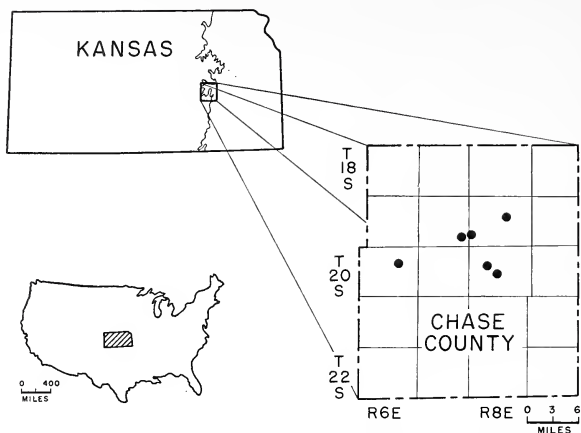 KANSAS
T
18
S
T
20
S
CHASE
COUNTY
T
22
S
R6E R8E
0 3 6
MILES
0 400
MILES